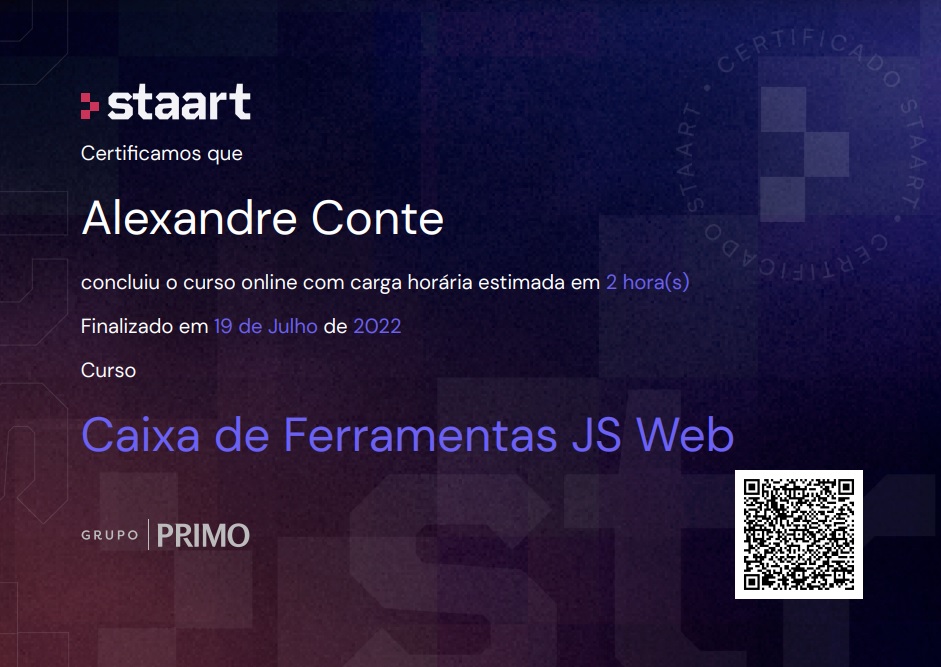 staart
Certificamos que
Alexandre Conte
concluiu o curso online com carga horária estimada em 2 hora(s)
Finalizado em 19 de Julho de 2022
Curso
Caixa de Ferramentas JS Web
GRUPO | PRIMO
CERTIFICADO STAART • CERTIFICADO STAART •
str